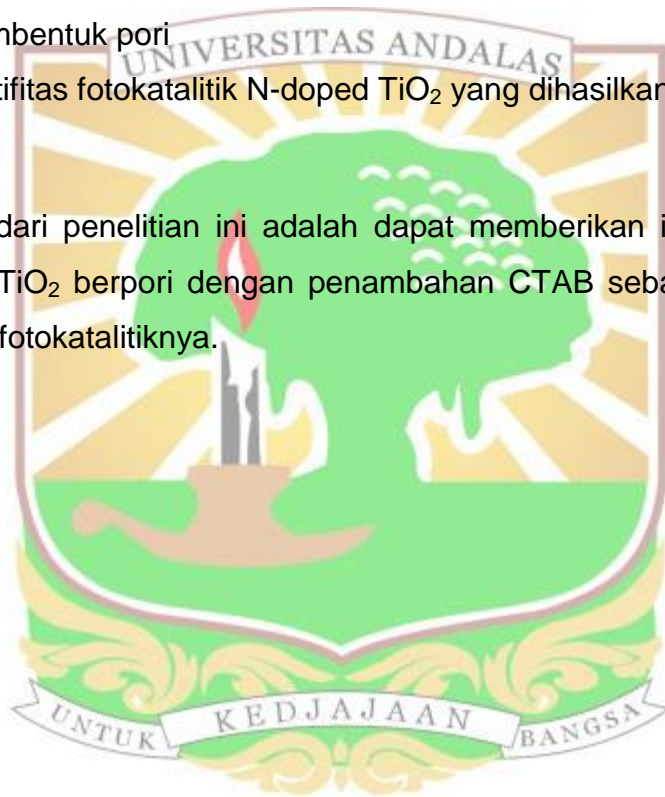 mbentuk pori
UNIVERSITAS ANDALAS
tifitas fotokatalitik N-doped TiO₂ yang dihasilkan
dari penelitian ini adalah dapat memberikan i
TiO₂ berpori dengan penambahan CTAB seba
fotokatalitiknya.
UNTUK KEDJAJAAN BANGSA